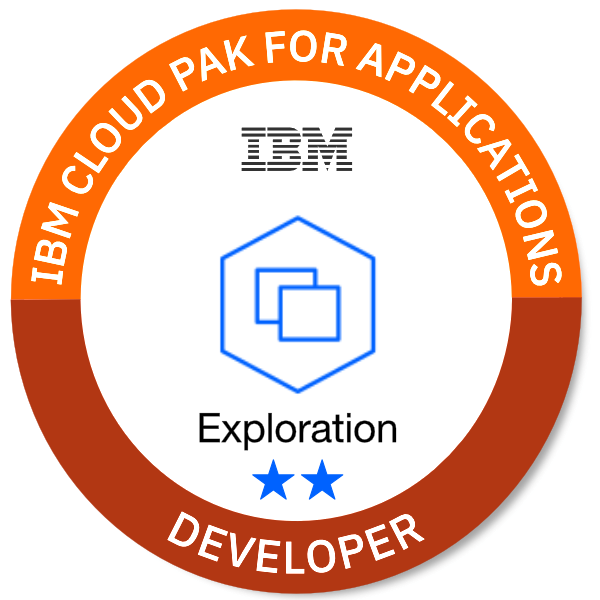 IBM CLOUD PAK FOR APPLICATIONS
IBM
Exploration
DEVELOPER